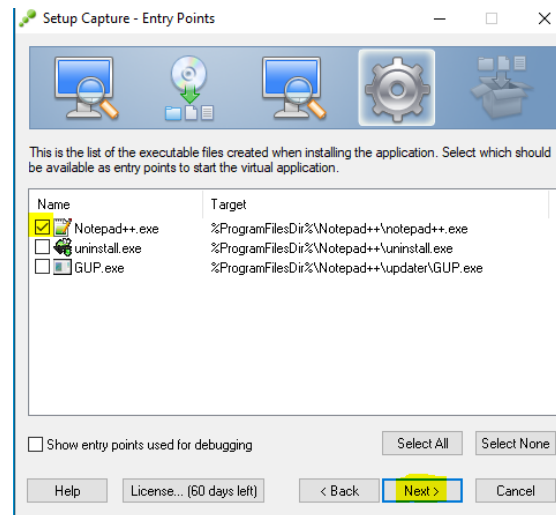 Setup Capture - Entry Points
This is the list of the executable files created when installing the application. Select which should
be available as entry points to start the virtual application.
Name Target
Notepad++.exe %ProgramFilesDir%\Notepad++\notepad++.exe
uninstall.exe %ProgramFilesDir%\Notepad++\uninstall.exe
GUP.exe %ProgramFilesDir%\Notepad++\updater\GUP.exe
Show entry points used for debugging Select All Select None
Help License... (60 days left) < Back Next > Cancel